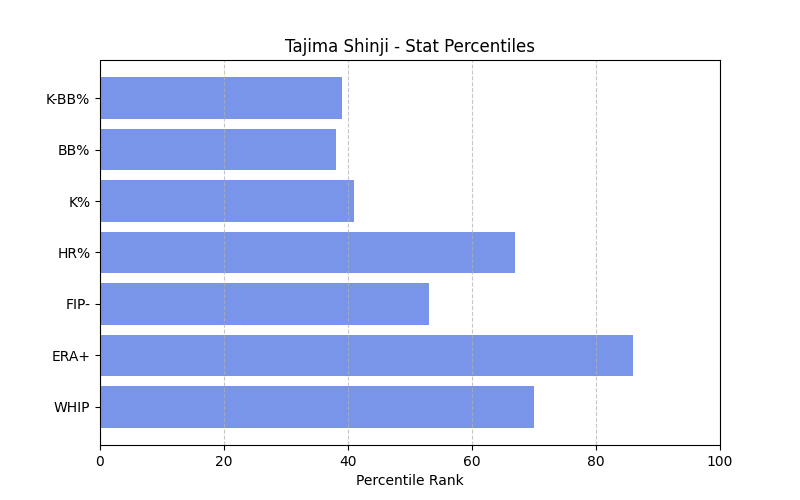 Tajima Shinji - Stat Percentiles
K-BB%
BB%
K%
HR%
FIP-
ERA+
WHIP
0 20 40 60 80 100
Percentile Rank